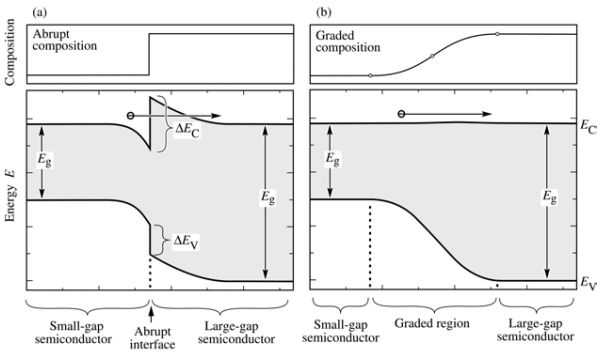 (a)
Composition
Abrupt
composition
Energy E
E_g
ΔE_C
ΔE_V
E_g
Small-gap
semiconductor
Abrupt
interface
Large-gap
semiconductor
(b)
Graded
composition
E_C
E_g
E_g
E_V
Small-gap
semiconductor
Graded region
Large-gap
semiconductor